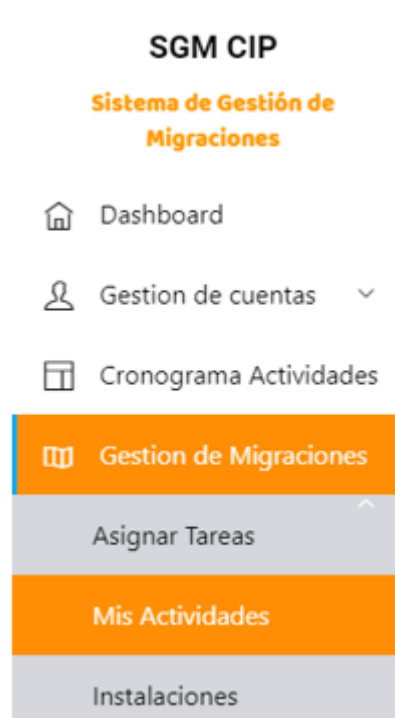 SGM CIP
Sistema de Gestión de
Migraciones
Dashboard
Gestion de cuentas
Cronograma Actividades
Gestion de Migraciones
Asignar Tareas
Mis Actividades
Instalaciones